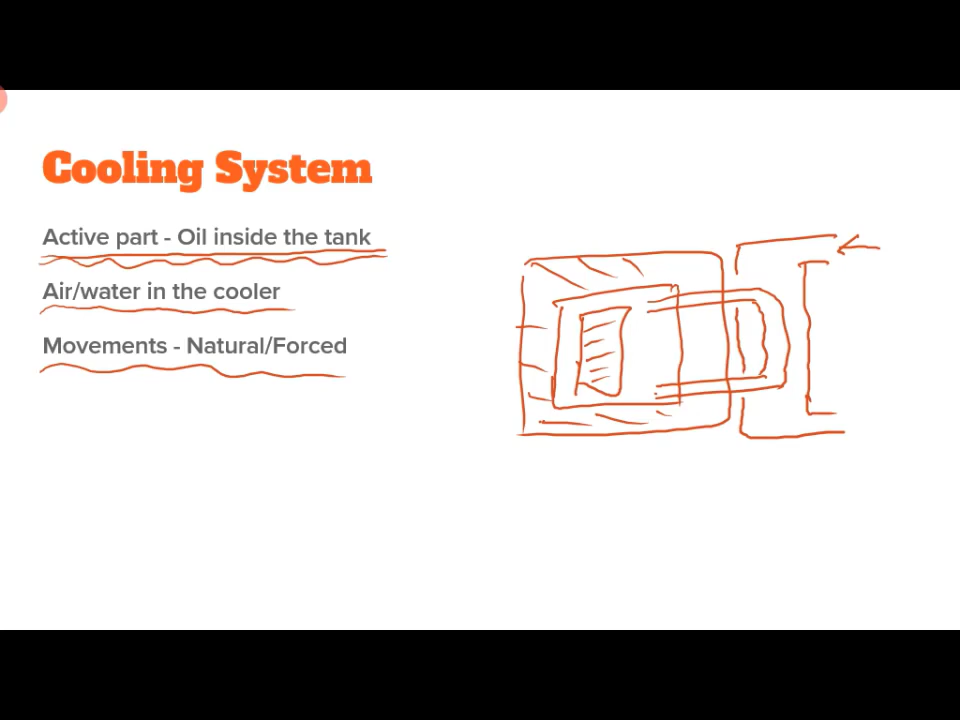 Cooling System
Active part - Oil inside the tank
Air/water in the cooler
Movements - Natural/Forced